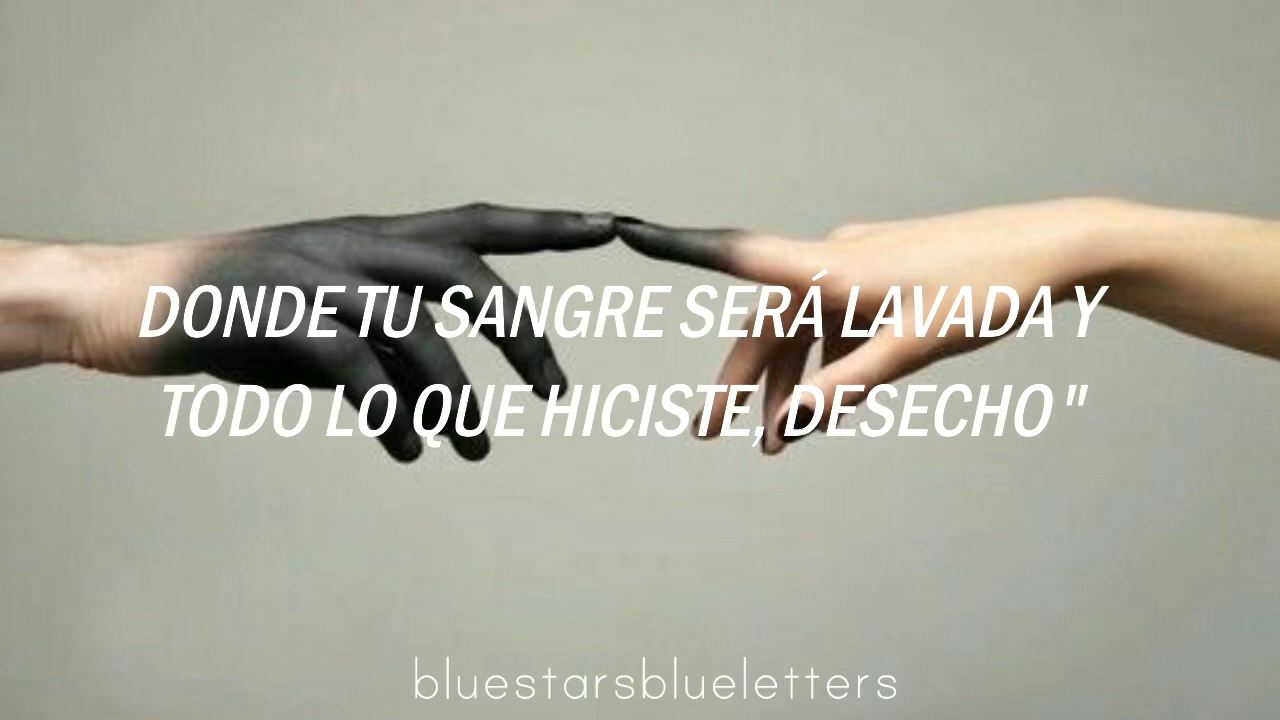 DONDE TU SANGRE SERÁ LAVADA Y
TODO LO QUE HICISTE, DESECHO"
bluestarsblueletters